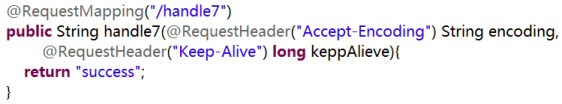 @RequestMapping("/handle7")
public String handle7(@RequestHeader("Accept-Encoding") String encoding,
@RequestHeader("Keep-Alive") long keppAlieve){
return "success";
}